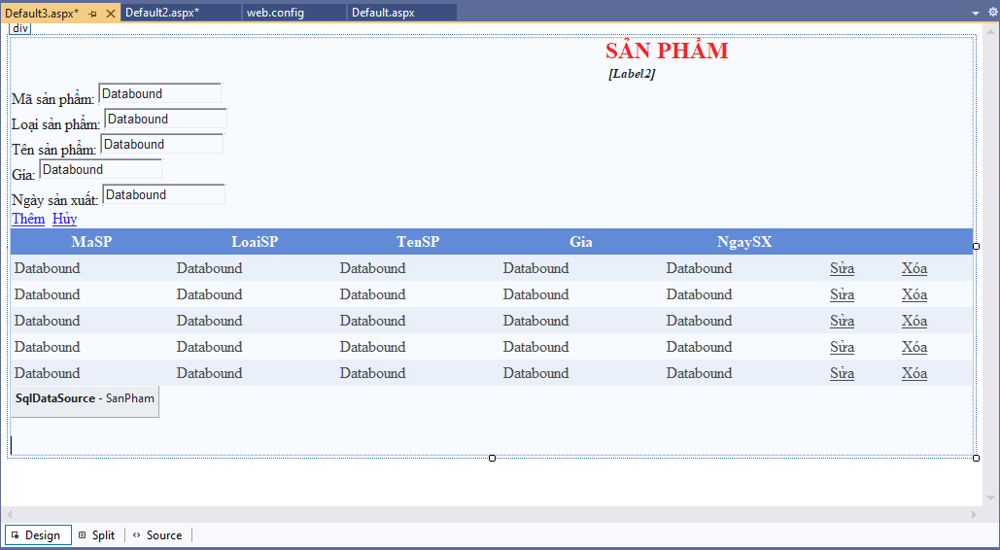 Default3.aspx* Default2.aspx* web.config Default.aspx
div
SẢN PHẨM
[Label2]
Mã sản phẩm: Databound
Loại sản phẩm: Databound
Tên sản phẩm: Databound
Gía: Databound
Ngày sản xuất: Databound
Thêm Hủy
MaSP LoaiSP TenSP Gia NgaySX
Databound Databound Databound Databound Databound Sửa Xóa
Databound Databound Databound Databound Databound Sửa Xóa
Databound Databound Databound Databound Databound Sửa Xóa
Databound Databound Databound Databound Databound Sửa Xóa
Databound Databound Databound Databound Databound Sửa Xóa
SqlDataSource - SanPham
Design Split Source